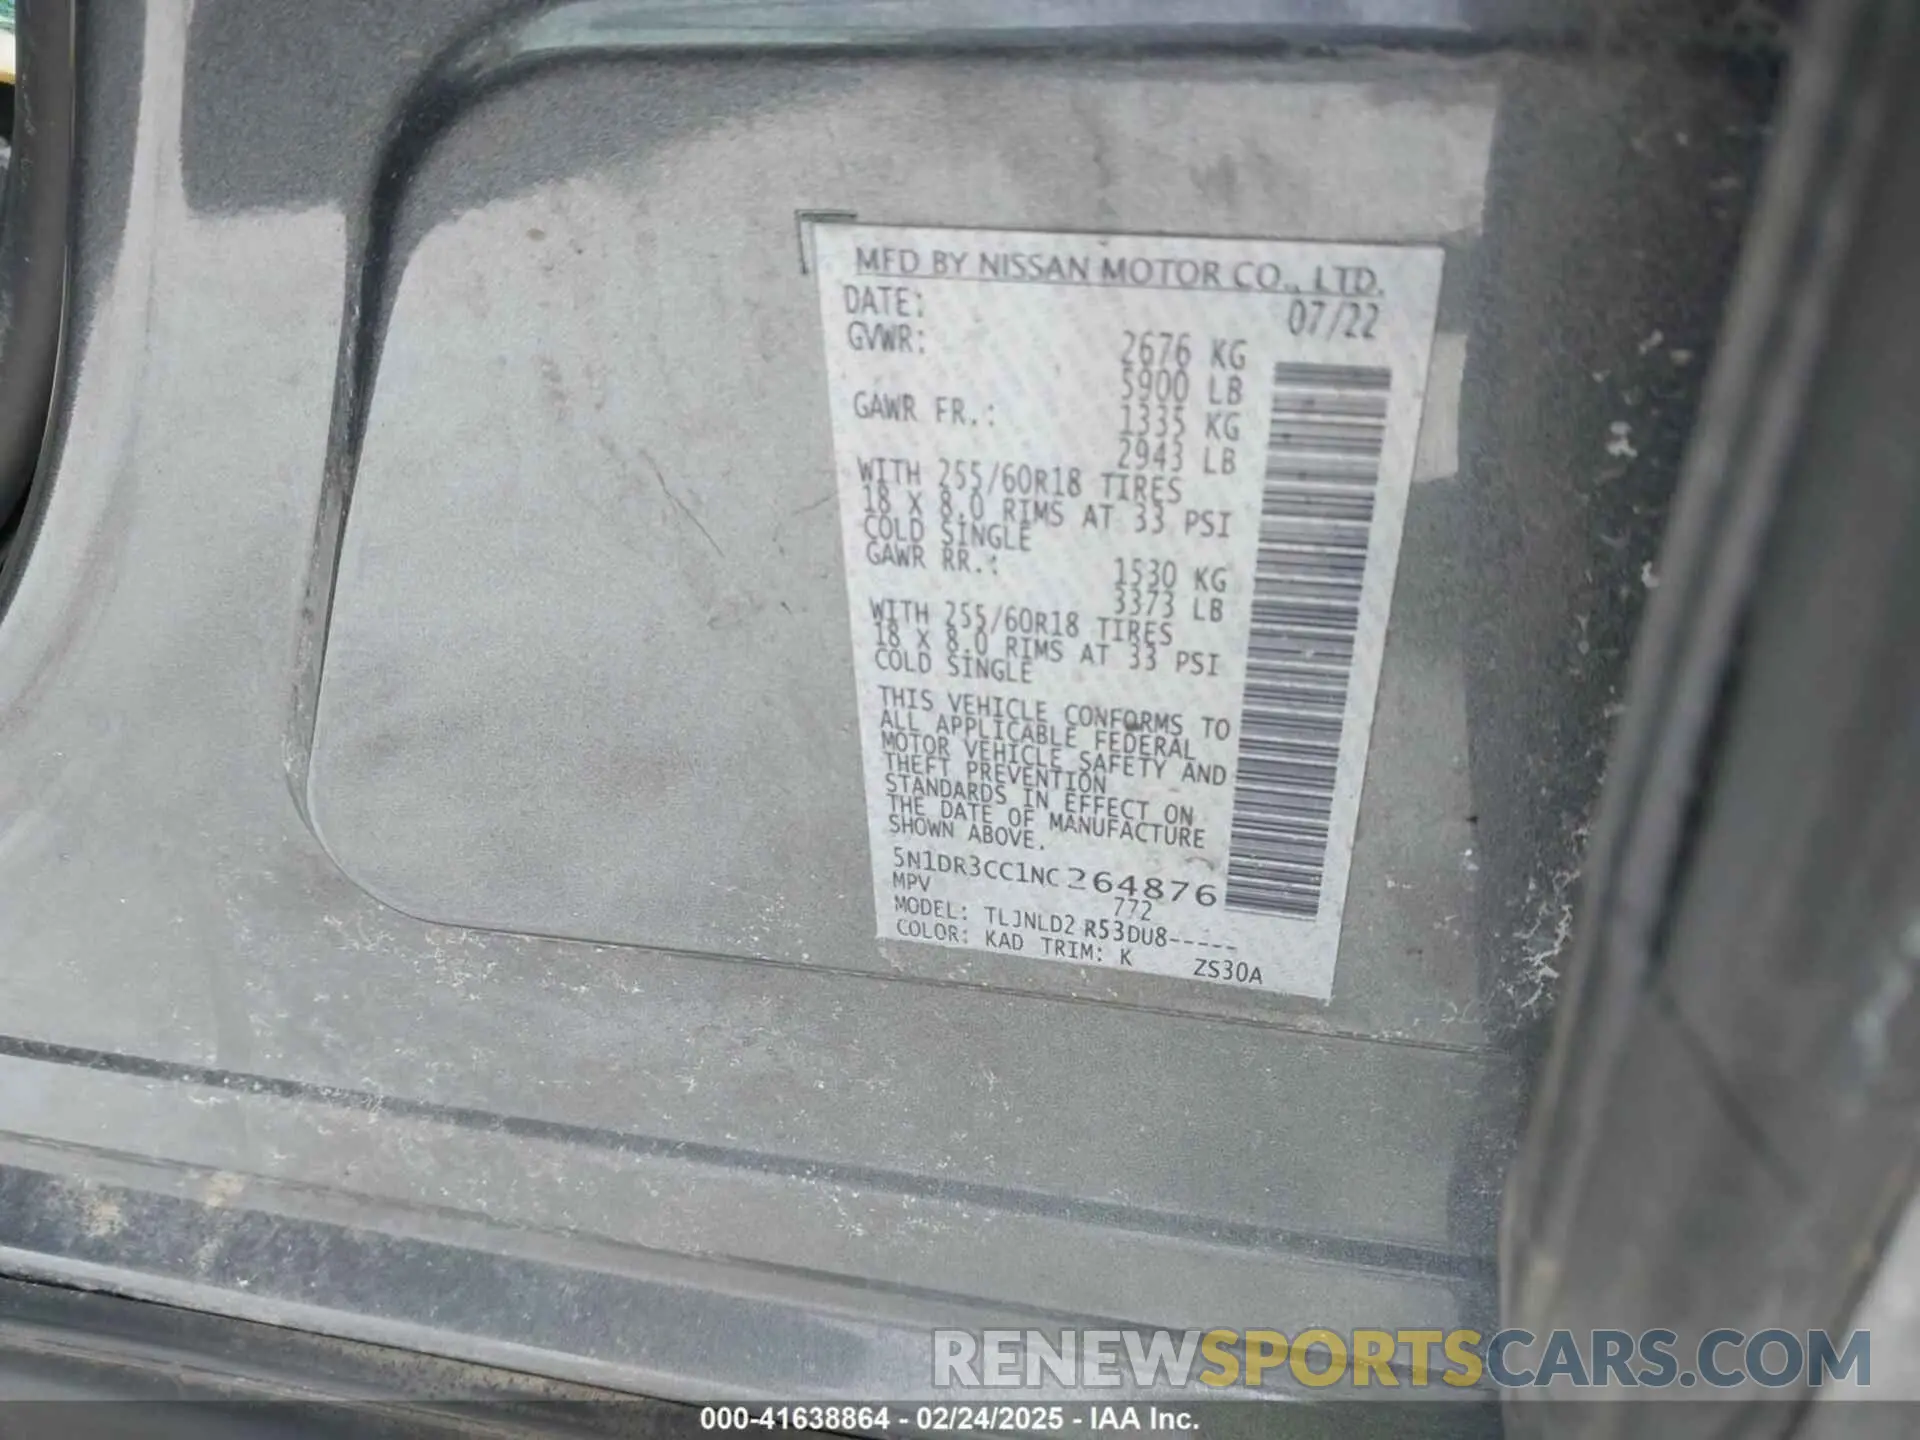 MFD BY NISSAN MOTOR CO., LTD.
DATE: 07/22
GVWR: 2676 KG
5900 LB
GAWR FR.: 1335 KG
2943 LB
WITH 255/60R18 TIRES
18 X 8.0 RIMS AT 33 PSI
COLD SINGLE
GAWR RR.: 1530 KG
3373 LB
WITH 255/60R18 TIRES
18 X 8.0 RIMS AT 33 PSI
COLD SINGLE
THIS VEHICLE CONFORMS TO
ALL APPLICABLE FEDERAL
MOTOR VEHICLE SAFETY AND
THEFT PREVENTION
STANDARDS IN EFFECT ON
THE DATE OF MANUFACTURE
SHOWN ABOVE.
5N1DR3CC1NC264876
MPV 772
MODEL: TLJNLD2 R53DU8-----
COLOR: KAD TRIM: K ZS30A
RENEWSPORTSCARS.COM
000-41638864 - 02/24/2025 - IAA Inc.